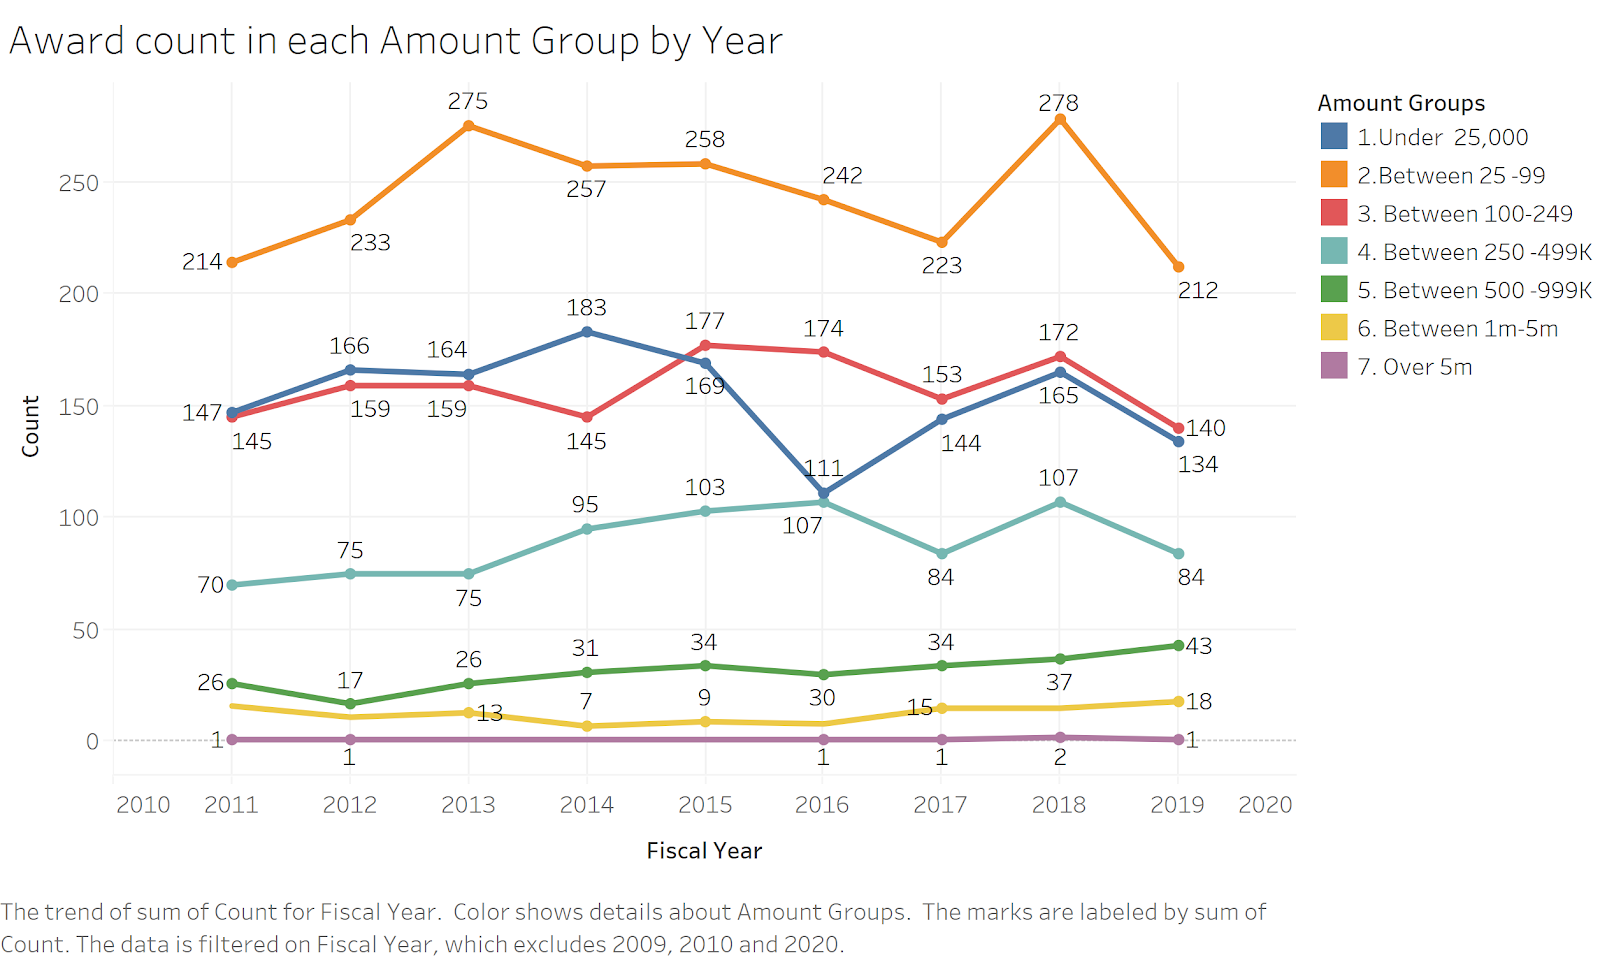 Award count in each Amount Group by Year
Amount Groups
1.Under 25,000
2.Between 25 -99
3. Between 100-249
4. Between 250 -499K
5. Between 500 -999K
6. Between 1m-5m
7. Over 5m
Count
250
200
150
100
50
0
214 233 275 257 258 242 223 278 212
147 166 164 183 169 111 144 165 134
145 159 159 145 177 174 153 172 140
70 75 75 95 103 107 84 107 84
26 17 26 31 34 30 34 37 43
13 7 9 15 18
1 1 1 1 2 1
2010 2011 2012 2013 2014 2015 2016 2017 2018 2019 2020
Fiscal Year
The trend of sum of Count for Fiscal Year. Color shows details about Amount Groups. The marks are labeled by sum of
Count. The data is filtered on Fiscal Year, which excludes 2009, 2010 and 2020.